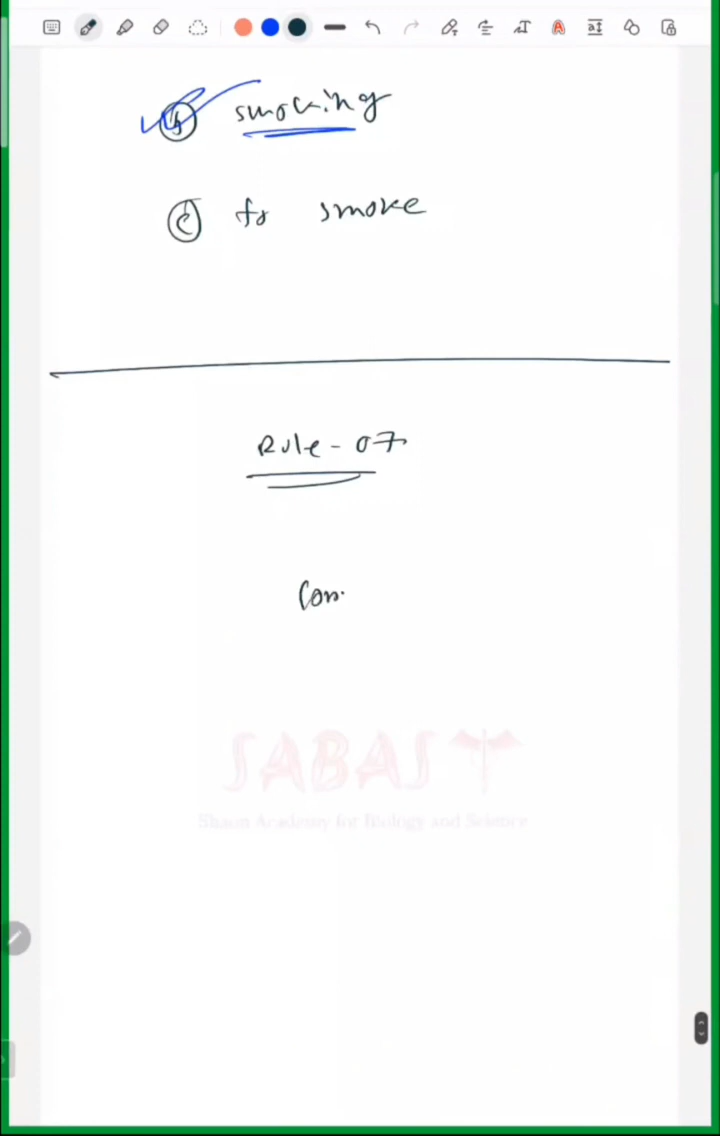 (b) smoking
(c) to smoke
Rule - 07
Con
SABAS
Shaon Academy for Biology and Science